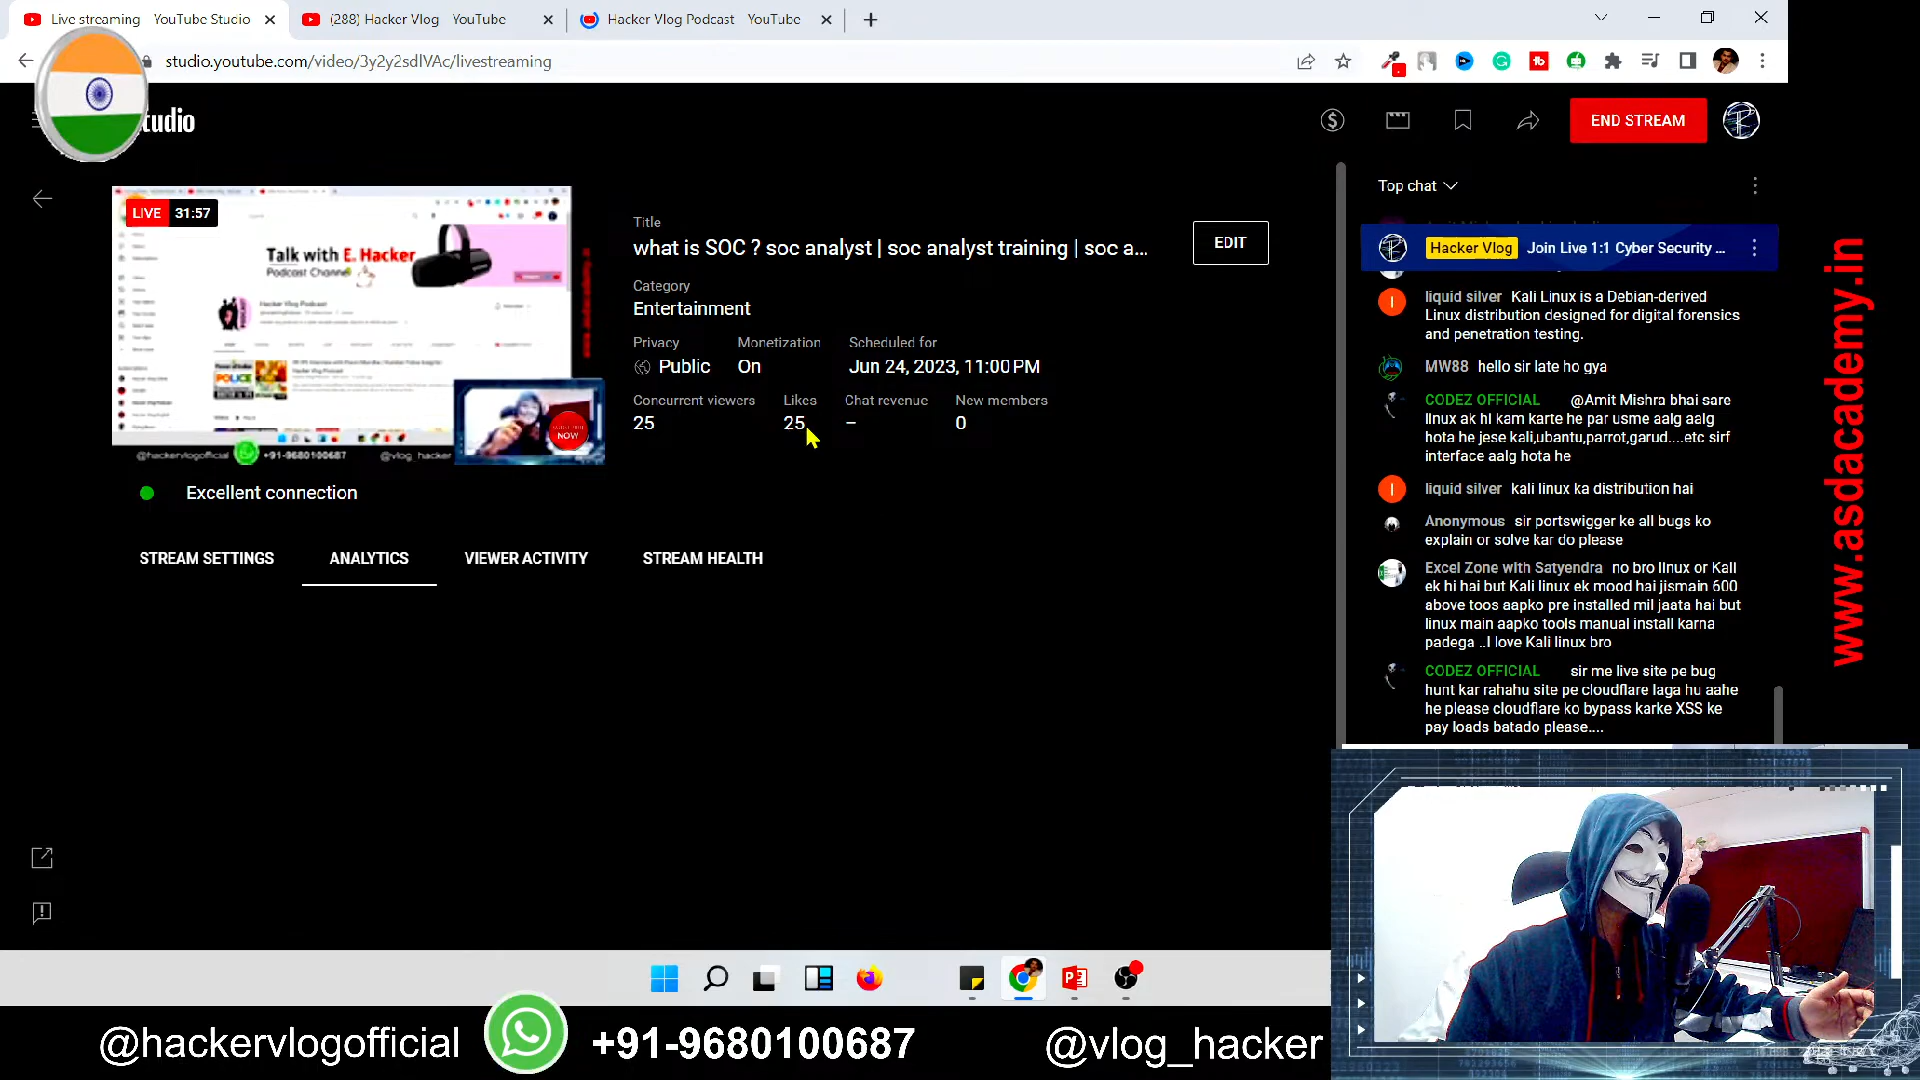 Live streaming - YouTube Studio
(288) Hacker Vlog - YouTube
Hacker Vlog Podcast - YouTube
studio.youtube.com/video/3y2y2sdlVAc/livestreaming
END STREAM
LIVE 31:57
Talk with E. Hacker
Podcast Channel
Hacker Vlog Podcast
POLICE
NOW
@hackervlogofficial +91-9680100687 @vlog_hacker
Title
what is SOC ? soc analyst | soc analyst training | soc a...
EDIT
Category
Entertainment
Privacy
Public
Monetization
On
Scheduled for
Jun 24, 2023, 11:00 PM
Concurrent viewers
25
Likes
25
Chat revenue
–
New members
0
Excellent connection
STREAM SETTINGS
ANALYTICS
VIEWER ACTIVITY
STREAM HEALTH
Top chat
Hacker Vlog Join Live 1:1 Cyber Security ...
liquid silver Kali Linux is a Debian-derived
Linux distribution designed for digital forensics
and penetration testing.
MW88 hello sir late ho gya
CODEZ OFFICIAL @Amit Mishra bhai sare
linux ak hi kam karte he par usme aalg aalg
hota he jese kali,ubantu,parrot,garud....etc sirf
interface aalg hota he
liquid silver kali linux ka distribution hai
Anonymous sir portswigger ke all bugs ko
explain or solve kar do please
Excel Zone with Satyendra no bro linux or Kali
ek hi hai but Kali linux ek mood hai jismain 600
above toos aapko pre installed mil jaata hai but
linux main aapko tools manual install karna
padega ..I love Kali linux bro
CODEZ OFFICIAL sir me live site pe bug
hunt kar rahahu site pe cloudflare laga hu aahe
he please cloudflare ko bypass karke XSS ke
pay loads batado please....
www.asdacademy.in
@hackervlogofficial
+91-9680100687
@vlog_hacker